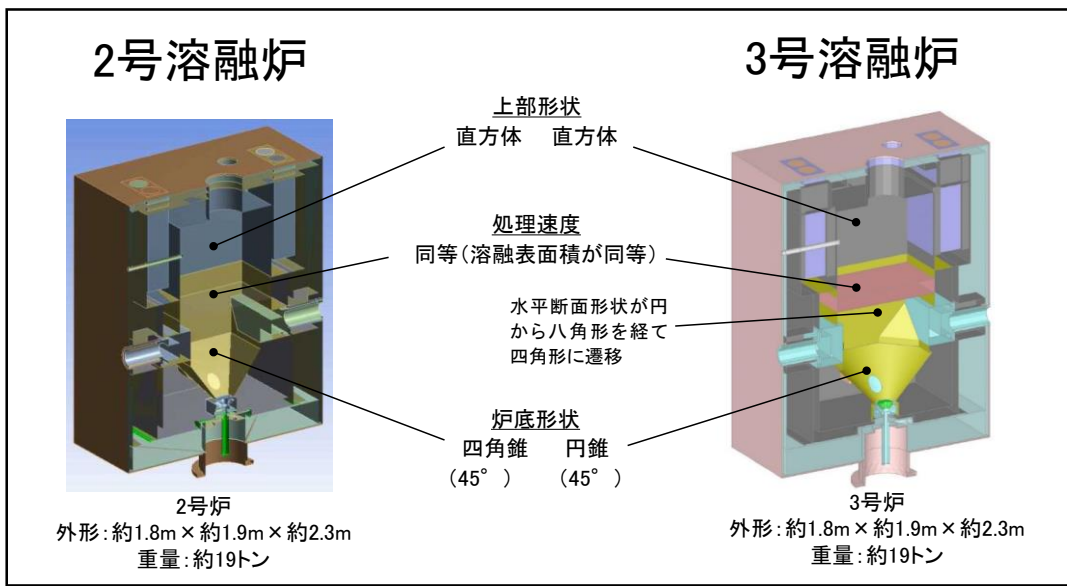 2号溶融炉
3号溶融炉
上部形状
直方体 直方体
処理速度
同等(溶融表面積が同等)
水平断面形状が円
から八角形を経て
四角形に遷移
炉底形状
四角錐 円錐
(45°) (45°)
2号炉
外形:約1.8m×約1.9m×約2.3m
重量:約19トン
3号炉
外形:約1.8m×約1.9m×約2.3m
重量:約19トン